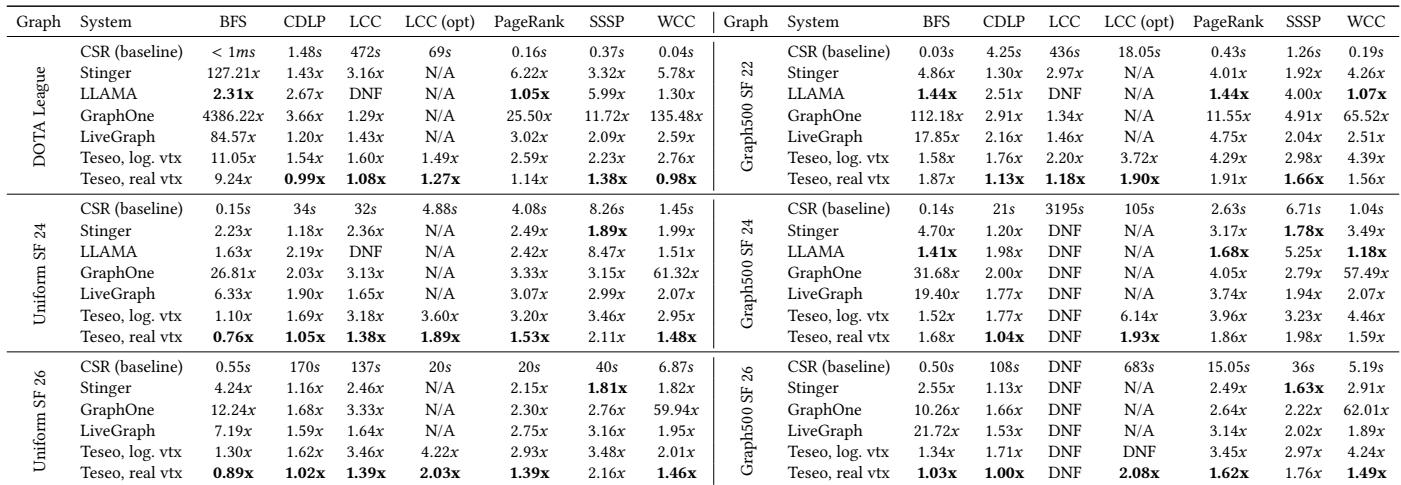 Graph System BFS CDLP LCC LCC (opt) PageRank SSSP WCC
DOTA League
CSR (baseline) < 1ms 1.48s 472s 69s 0.16s 0.37s 0.04s
Stinger 127.21x 1.43x 3.16x N/A 6.22x 3.32x 5.78x
LLAMA 2.31x 2.67x DNF N/A 1.05x 5.99x 1.30x
GraphOne 4386.22x 3.66x 1.29x N/A 25.50x 11.72x 135.48x
LiveGraph 84.57x 1.20x 1.43x N/A 3.02x 2.09x 2.59x
Teseo, log. vtx 11.05x 1.54x 1.60x 1.49x 2.59x 2.23x 2.76x
Teseo, real vtx 9.24x 0.99x 1.08x 1.27x 1.14x 1.38x 0.98x
Uniform SF 24
CSR (baseline) 0.15s 34s 32s 4.88s 4.08s 8.26s 1.45s
Stinger 2.23x 1.18x 2.36x N/A 2.49x 1.89x 1.99x
LLAMA 1.63x 2.19x DNF N/A 2.42x 8.47x 1.51x
GraphOne 26.81x 2.03x 3.13x N/A 3.33x 3.15x 61.32x
LiveGraph 6.33x 1.90x 1.65x N/A 3.07x 2.99x 2.07x
Teseo, log. vtx 1.10x 1.69x 3.18x 3.60x 3.20x 3.46x 2.95x
Teseo, real vtx 0.76x 1.05x 1.38x 1.89x 1.53x 2.11x 1.48x
Uniform SF 26
CSR (baseline) 0.55s 170s 137s 20s 20s 40s 6.87s
Stinger 4.24x 1.16x 2.46x N/A 2.15x 1.81x 1.82x
GraphOne 12.24x 1.68x 3.33x N/A 2.30x 2.76x 59.94x
LiveGraph 7.19x 1.59x 1.64x N/A 2.75x 3.16x 1.95x
Teseo, log. vtx 1.30x 1.62x 3.46x 4.22x 2.93x 3.48x 2.01x
Teseo, real vtx 0.89x 1.02x 1.39x 2.03x 1.39x 2.16x 1.46x
Graph System BFS CDLP LCC LCC (opt) PageRank SSSP WCC
Graph500 SF 22
CSR (baseline) 0.03s 4.25s 436s 18.05s 0.43s 1.26s 0.19s
Stinger 4.86x 1.30x 2.97x N/A 4.01x 1.92x 4.26x
LLAMA 1.44x 2.51x DNF N/A 1.44x 4.00x 1.07x
GraphOne 112.18x 2.91x 1.34x N/A 11.55x 4.91x 65.52x
LiveGraph 17.85x 2.16x 1.46x N/A 4.75x 2.04x 2.51x
Teseo, log. vtx 1.58x 1.76x 2.20x 3.72x 4.29x 2.98x 4.39x
Teseo, real vtx 1.87x 1.13x 1.18x 1.90x 1.91x 1.66x 1.56x
Graph500 SF 24
CSR (baseline) 0.14s 21s 3195s 105s 2.63s 6.71s 1.04s
Stinger 4.70x 1.20x DNF N/A 3.17x 1.78x 3.49x
LLAMA 1.41x 1.98x DNF N/A 1.68x 5.25x 1.18x
GraphOne 31.68x 2.00x DNF N/A 4.05x 2.79x 57.49x
LiveGraph 19.40x 1.77x DNF N/A 3.74x 1.94x 2.07x
Teseo, log. vtx 1.52x 1.77x DNF 6.14x 3.96x 3.23x 4.46x
Teseo, real vtx 1.68x 1.04x DNF 1.93x 1.86x 1.98x 1.59x
Graph500 SF 26
CSR (baseline) 0.50s 108s DNF 683s 15.05s 36s 5.19s
Stinger 2.55x 1.13x DNF N/A 2.49x 1.63x 2.91x
GraphOne 10.26x 1.66x DNF N/A 2.64x 2.22x 62.01x
LiveGraph 21.72x 1.53x DNF N/A 3.14x 2.02x 1.89x
Teseo, log. vtx 1.34x 1.71x DNF DNF 3.45x 2.97x 4.24x
Teseo, real vtx 1.03x 1.00x DNF 2.08x 1.62x 1.76x 1.49x